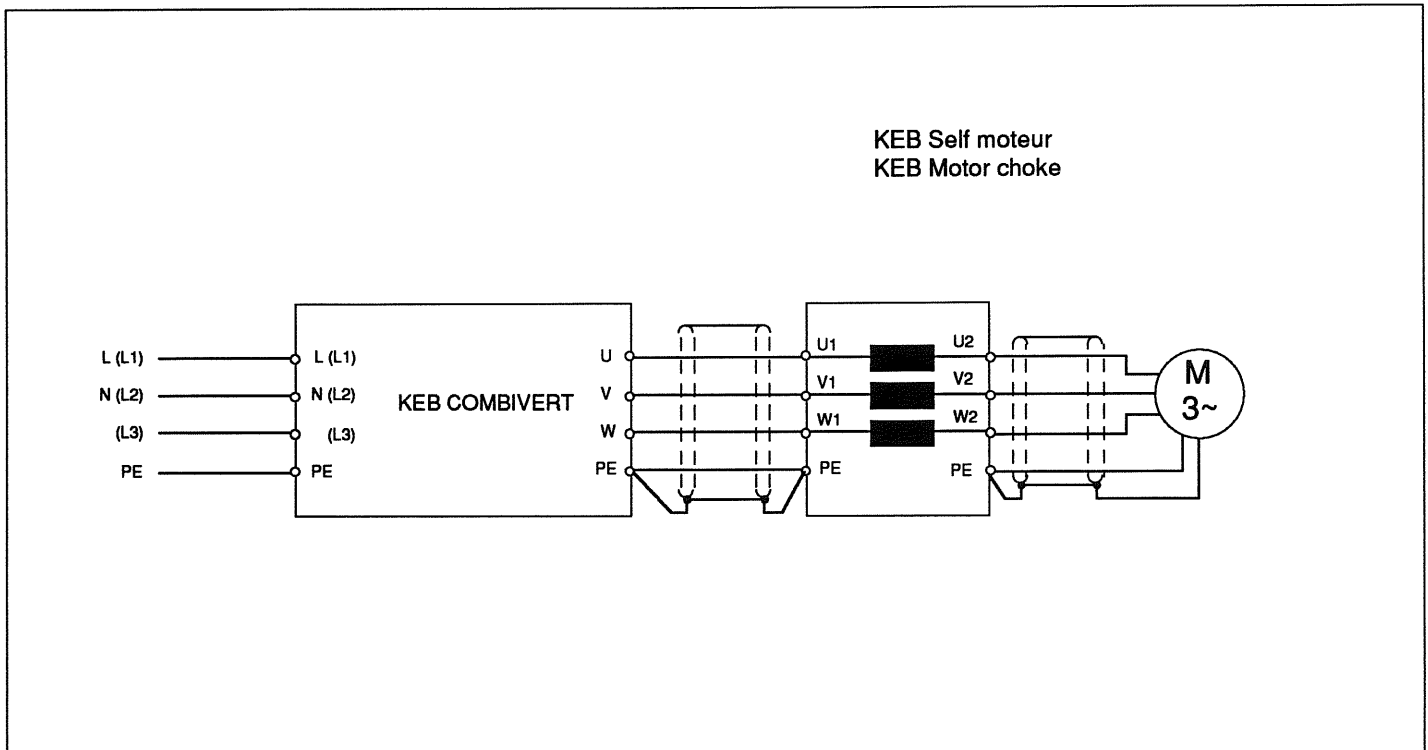 KEB Self moteur
KEB Motor choke
L (L1) L (L1) U U1 U2
N (L2) N (L2) KEB COMBIVERT V V1 V2 M
3~
(L3) (L3) W W1 W2
PE PE PE PE PE